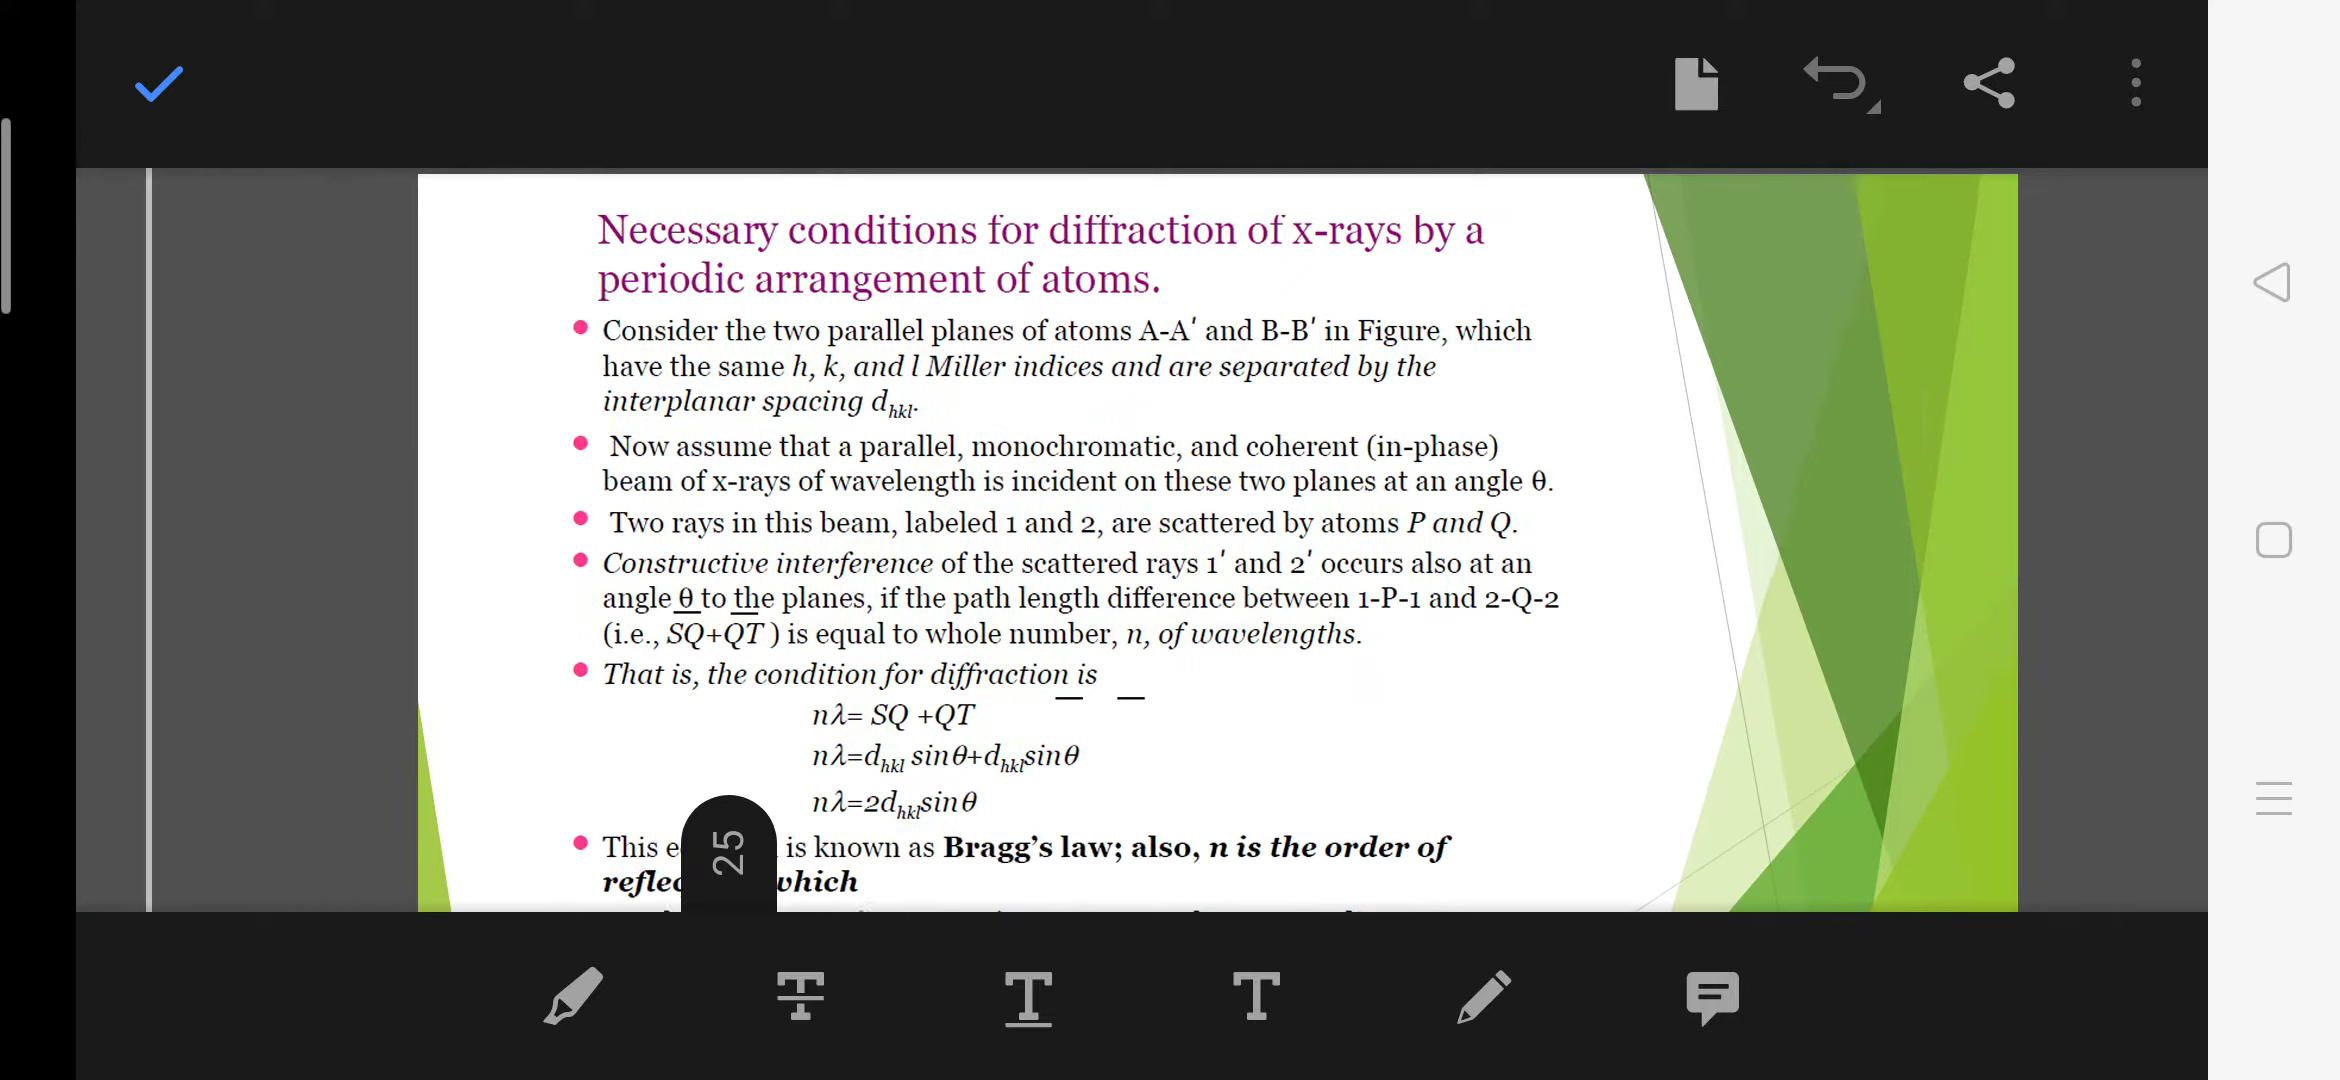 Necessary conditions for diffraction of x-rays by a
periodic arrangement of atoms.
Consider the two parallel planes of atoms A-A′ and B-B′ in Figure, which
have the same h, k, and l Miller indices and are separated by the
interplanar spacing dhkl.
Now assume that a parallel, monochromatic, and coherent (in-phase)
beam of x-rays of wavelength is incident on these two planes at an angle θ.
Two rays in this beam, labeled 1 and 2, are scattered by atoms P and Q.
Constructive interference of the scattered rays 1′ and 2′ occurs also at an
angle θ to the planes, if the path length difference between 1-P-1 and 2-Q-2
(i.e., SQ+QT ) is equal to whole number, n, of wavelengths.
That is, the condition for diffraction is
nλ= SQ +QT
nλ=dhkl sinθ+dhklsinθ
nλ=2dhklsinθ
This is known as Bragg's law; also, n is the order of
which
25